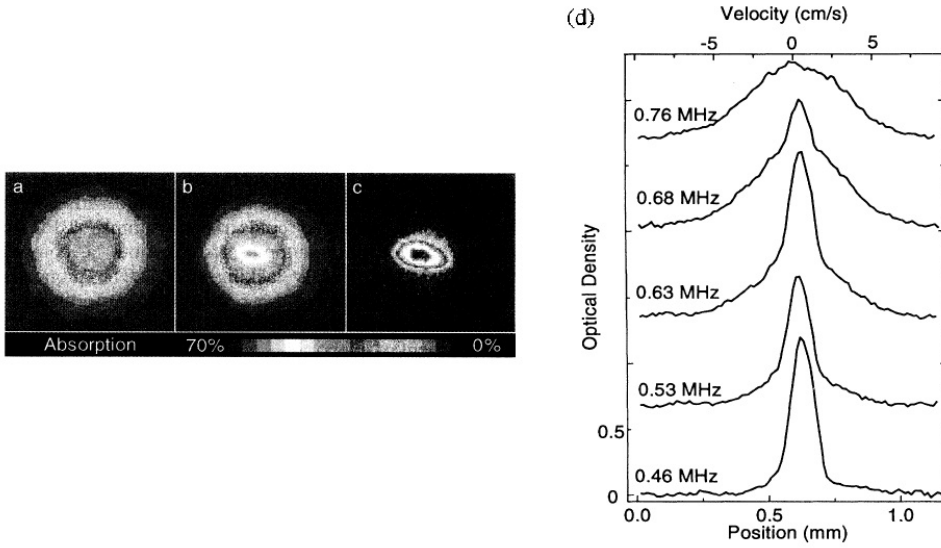 a
b
c
Absorption 70% 0%
(d)
Velocity (cm/s)
-5 0 5
0.76 MHz
0.68 MHz
0.63 MHz
0.53 MHz
0.46 MHz
Optical Density
0.5
0
0.0 0.5 1.0
Position (mm)